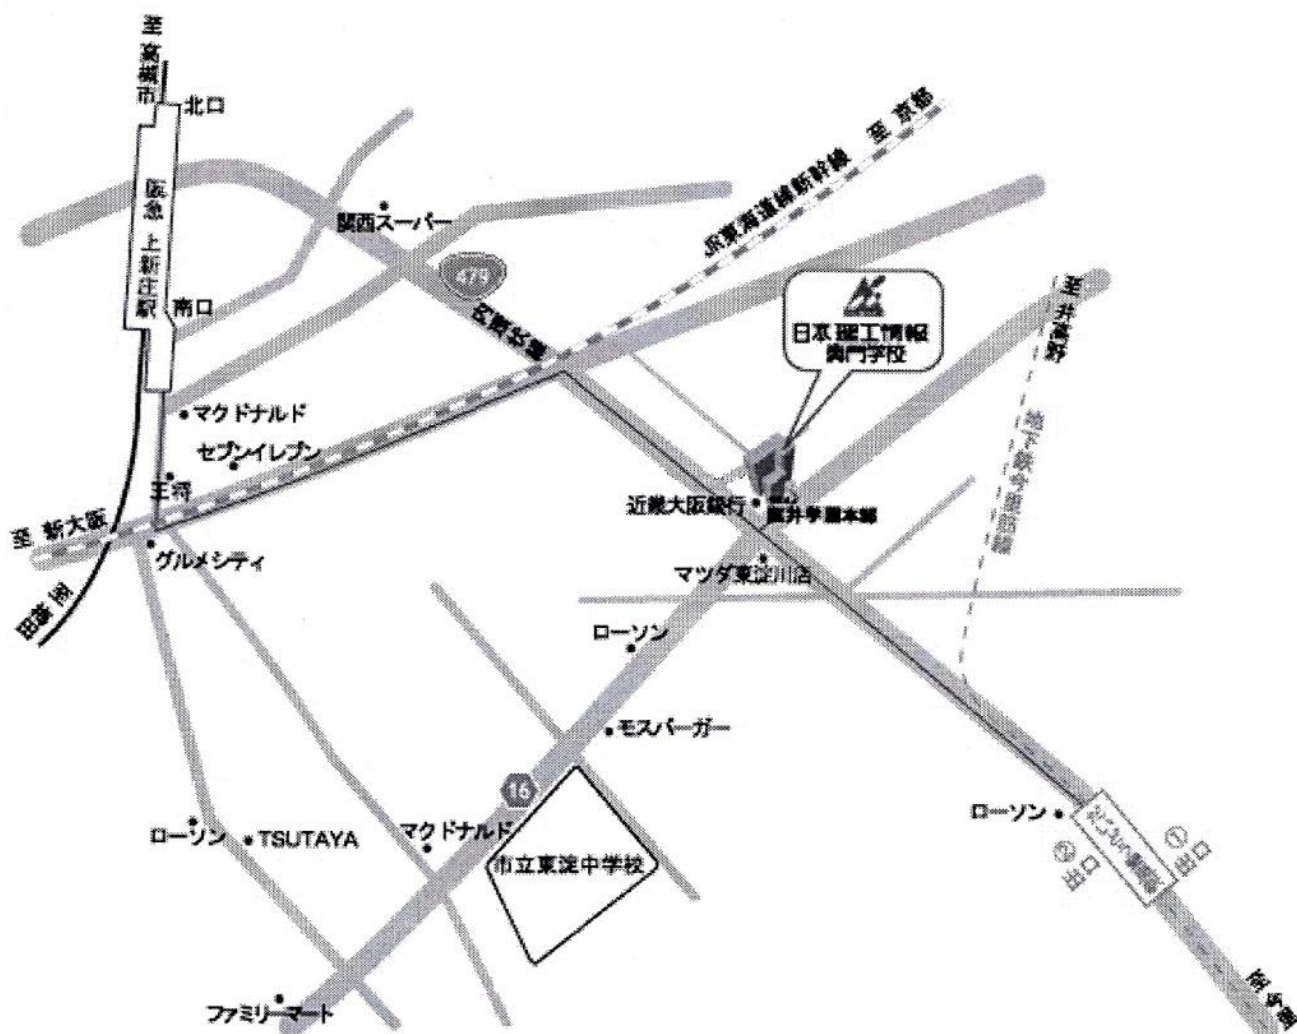 至 高槻市
北口
阪急 上新庄駅
南口
関西スーパー
479
内環状線
JR東海道線新幹線
至 京都
日本理工情報
専門学校
至 井高野
マクドナルド
セブンイレブン
王将
至 新大阪
グルメシティ
至 梅田
近畿大阪銀行
マツダ東淀川店
ローソン
モスバーガー
16
市立東淀中学校
マクドナルド
ローソン
TSUTAYA
ファミリーマート
ローソン
①
出口
②
出口